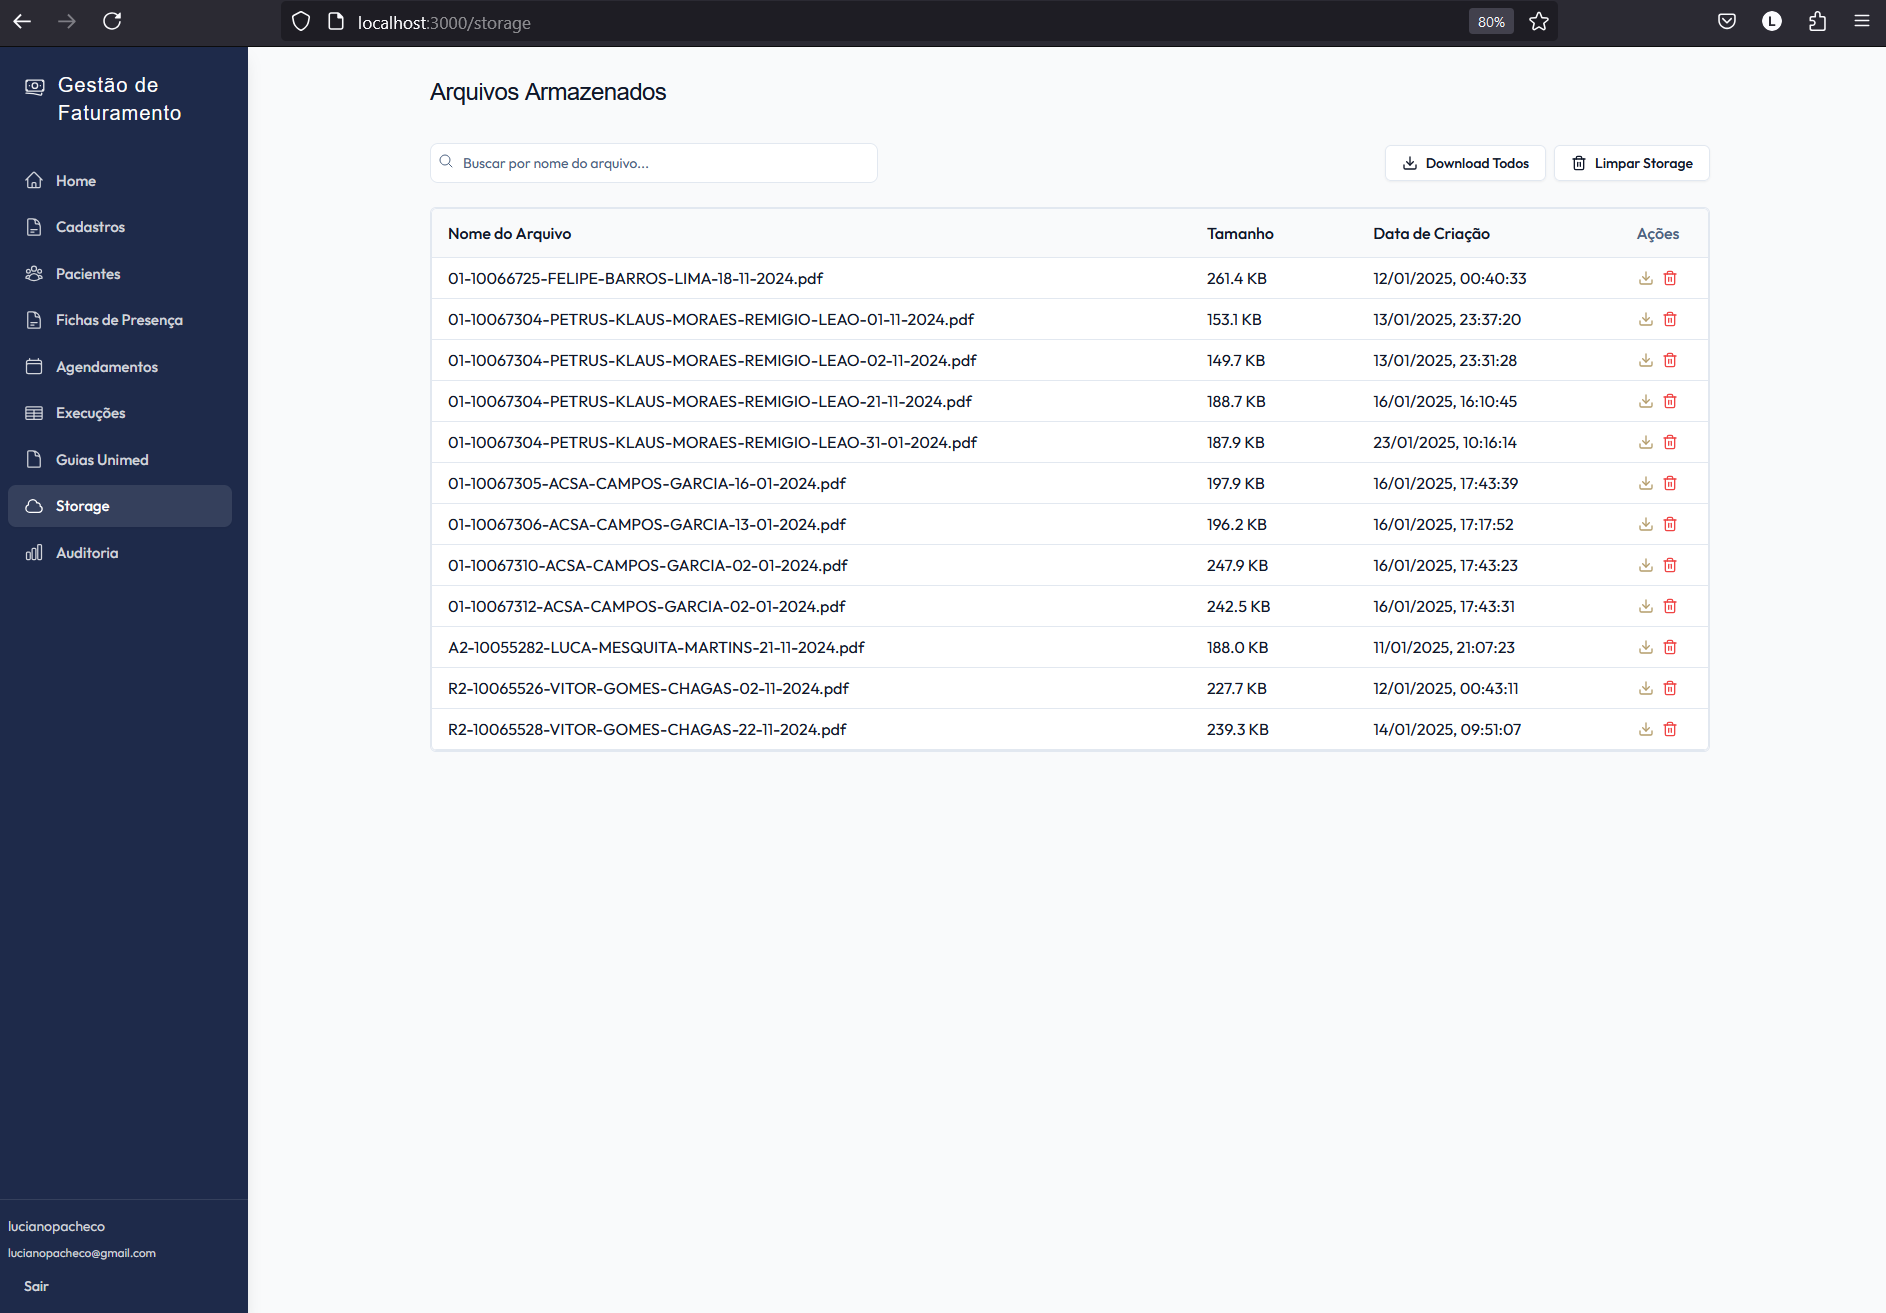 localhost:3000/storage
80%
L
Gestão de
Faturamento
Home
Cadastros
Pacientes
Fichas de Presença
Agendamentos
Execuções
Guias Unimed
Storage
Auditoria
lucianopacheco
lucianopacheco@gmail.com
Sair
Arquivos Armazenados
Buscar por nome do arquivo...
Download Todos
Limpar Storage
Nome do Arquivo Tamanho Data de Criação Ações
01-10066725-FELIPE-BARROS-LIMA-18-11-2024.pdf 261.4 KB 12/01/2025, 00:40:33
01-10067304-PETRUS-KLAUS-MORAES-REMIGIO-LEAO-01-11-2024.pdf 153.1 KB 13/01/2025, 23:37:20
01-10067304-PETRUS-KLAUS-MORAES-REMIGIO-LEAO-02-11-2024.pdf 149.7 KB 13/01/2025, 23:31:28
01-10067304-PETRUS-KLAUS-MORAES-REMIGIO-LEAO-21-11-2024.pdf 188.7 KB 16/01/2025, 16:10:45
01-10067304-PETRUS-KLAUS-MORAES-REMIGIO-LEAO-31-01-2024.pdf 187.9 KB 23/01/2025, 10:16:14
01-10067305-ACSA-CAMPOS-GARCIA-16-01-2024.pdf 197.9 KB 16/01/2025, 17:43:39
01-10067306-ACSA-CAMPOS-GARCIA-13-01-2024.pdf 196.2 KB 16/01/2025, 17:17:52
01-10067310-ACSA-CAMPOS-GARCIA-02-01-2024.pdf 247.9 KB 16/01/2025, 17:43:23
01-10067312-ACSA-CAMPOS-GARCIA-02-01-2024.pdf 242.5 KB 16/01/2025, 17:43:31
A2-10055282-LUCA-MESQUITA-MARTINS-21-11-2024.pdf 188.0 KB 11/01/2025, 21:07:23
R2-10065526-VITOR-GOMES-CHAGAS-02-11-2024.pdf 227.7 KB 12/01/2025, 00:43:11
R2-10065528-VITOR-GOMES-CHAGAS-22-11-2024.pdf 239.3 KB 14/01/2025, 09:51:07